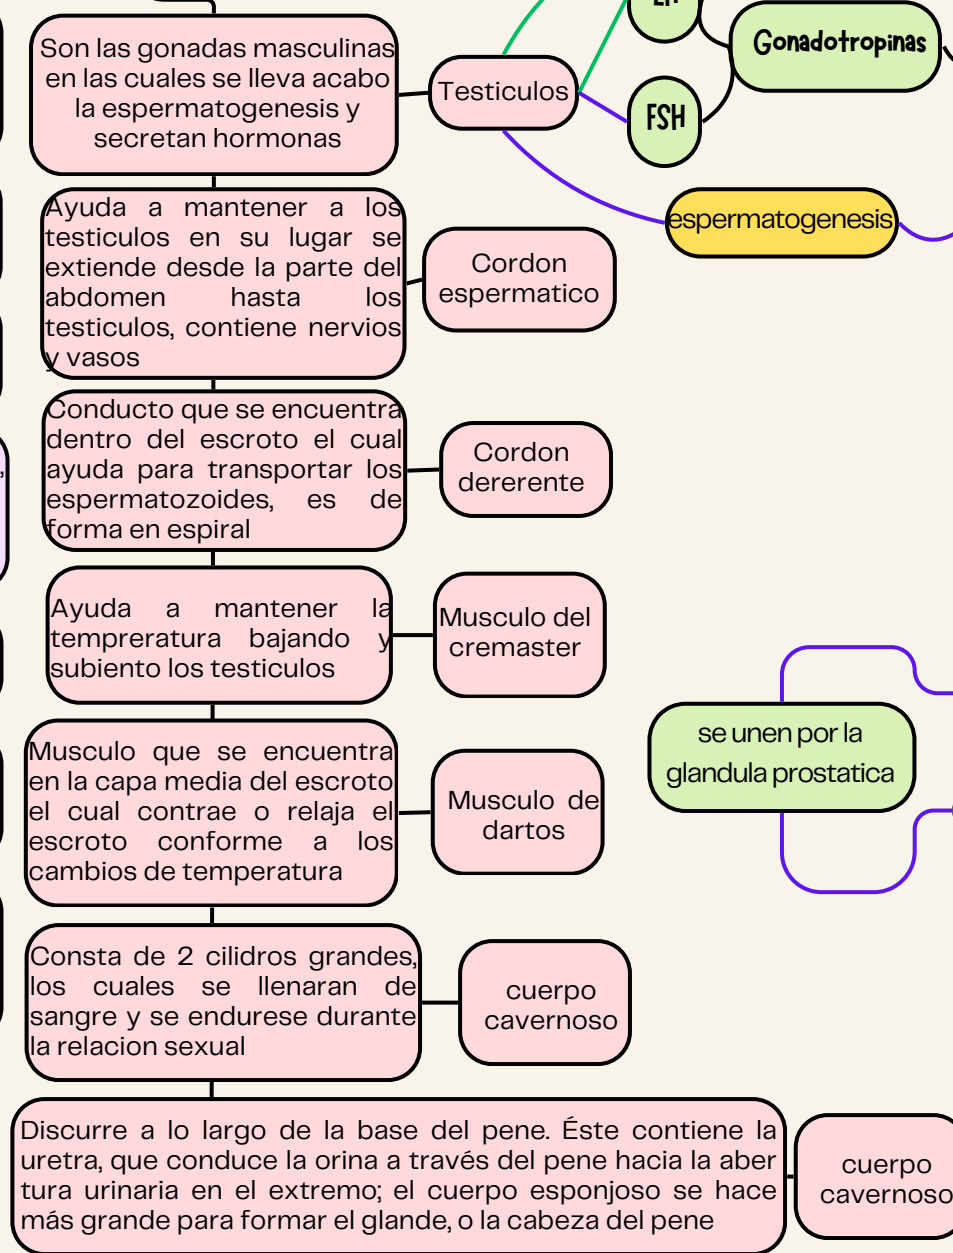 LH
Gonadotropinas
Son las gonadas masculinas
en las cuales se lleva acabo
la espermatogenesis y
secretan hormonas
Testiculos
FSH
espermatogenesis
Ayuda a mantener a los
testiculos en su lugar se
extiende desde la parte del
abdomen hasta los
testiculos, contiene nervios
y vasos
Cordon
espermatico
Conducto que se encuentra
dentro del escroto el cual
ayuda para transportar los
espermatozoides, es de
forma en espiral
Cordon
dererente
Ayuda a mantener la
tempreratura bajando y
subiento los testiculos
Musculo del
cremaster
Musculo que se encuentra
en la capa media del escroto
el cual contrae o relaja el
escroto conforme a los
cambios de temperatura
Musculo de
dartos
se unen por la
glandula prostatica
Consta de 2 cilidros grandes,
los cuales se llenaran de
sangre y se endurese durante
la relacion sexual
cuerpo
cavernoso
Discurre a lo largo de la base del pene. Éste contiene la
uretra, que conduce la orina a través del pene hacia la aber
tura urinaria en el extremo; el cuerpo esponjoso se hace
más grande para formar el glande, o la cabeza del pene
cuerpo
cavernoso